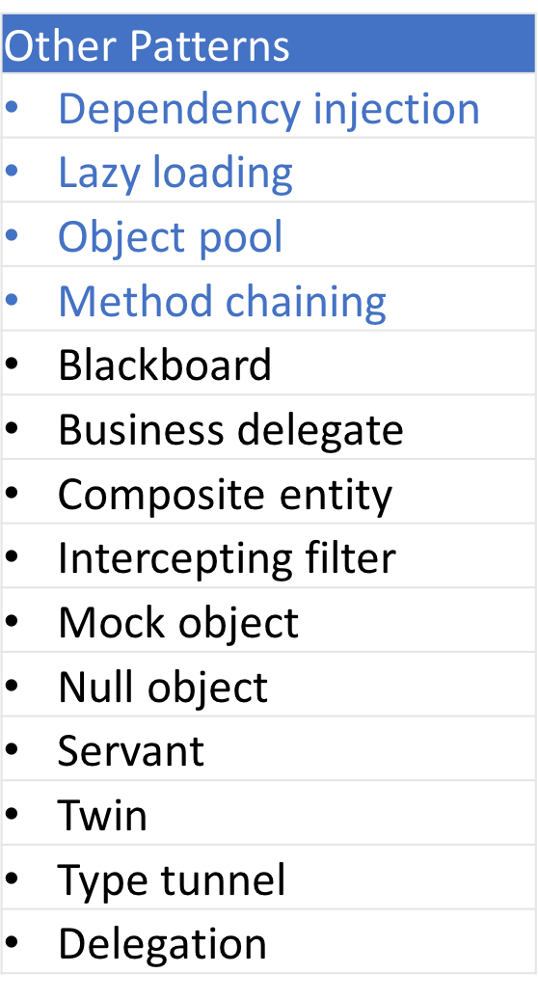 Other Patterns
• Dependency injection
• Lazy loading
• Object pool
• Method chaining
• Blackboard
• Business delegate
• Composite entity
• Intercepting filter
• Mock object
• Null object
• Servant
• Twin
• Type tunnel
• Delegation